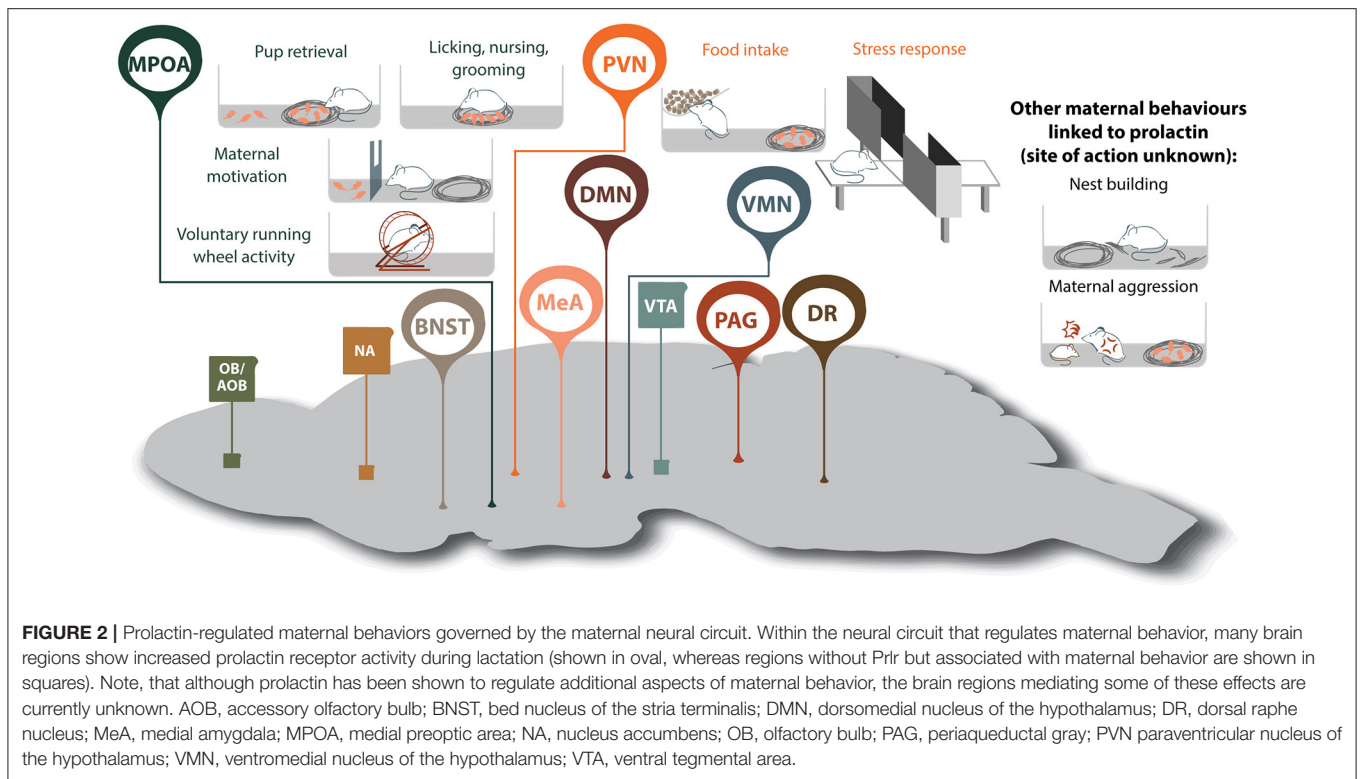 MPOA
Pup retrieval
Licking, nursing,
grooming
PVN
Food intake
Stress response
Maternal
motivation
Voluntary running
wheel activity
DMN
VMN
Other maternal behaviours
linked to prolactin
(site of action unknown):
Nest building
Maternal aggression
OB/
AOB
NA
BNST
MeA
VTA
PAG
DR
FIGURE 2 | Prolactin-regulated maternal behaviors governed by the maternal neural circuit. Within the neural circuit that regulates maternal behavior, many brain
regions show increased prolactin receptor activity during lactation (shown in oval, whereas regions without Prlr but associated with maternal behavior are shown in
squares). Note, that although prolactin has been shown to regulate additional aspects of maternal behavior, the brain regions mediating some of these effects are
currently unknown. AOB, accessory olfactory bulb; BNST, bed nucleus of the stria terminalis; DMN, dorsomedial nucleus of the hypothalamus; DR, dorsal raphe
nucleus; MeA, medial amygdala; MPOA, medial preoptic area; NA, nucleus accumbens; OB, olfactory bulb; PAG, periaqueductal gray; PVN paraventricular nucleus of
the hypothalamus; VMN, ventromedial nucleus of the hypothalamus; VTA, ventral tegmental area.